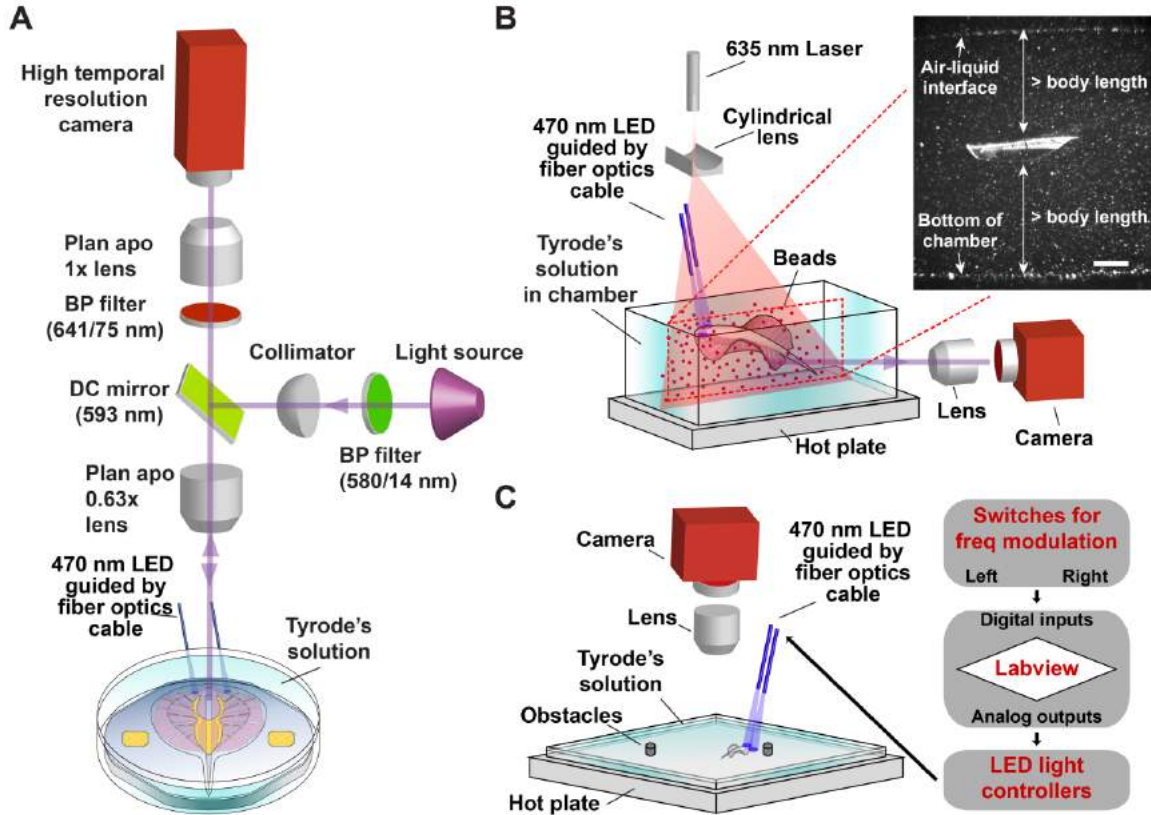 A
High temporal
resolution
camera
Plan apo
1x lens
BP filter
(641/75 nm)
Collimator
Light source
DC mirror
(593 nm)
BP filter
(580/14 nm)
Plan apo
0.63x
lens
470 nm LED
guided by
fiber optics
cable
Tyrode's
solution
B
635 nm Laser
Cylindrical
lens
470 nm LED
guided by
fiber optics
cable
Tyrode's
solution
in chamber
Beads
Lens
Camera
Hot plate
Air-liquid
interface
> body length
Bottom of
chamber
> body length
C
Camera
470 nm LED
guided by
fiber optics
cable
Lens
Tyrode's
solution
Obstacles
Hot plate
Switches for
freq modulation
Left Right
Digital inputs
Labview
Analog outputs
LED light
controllers